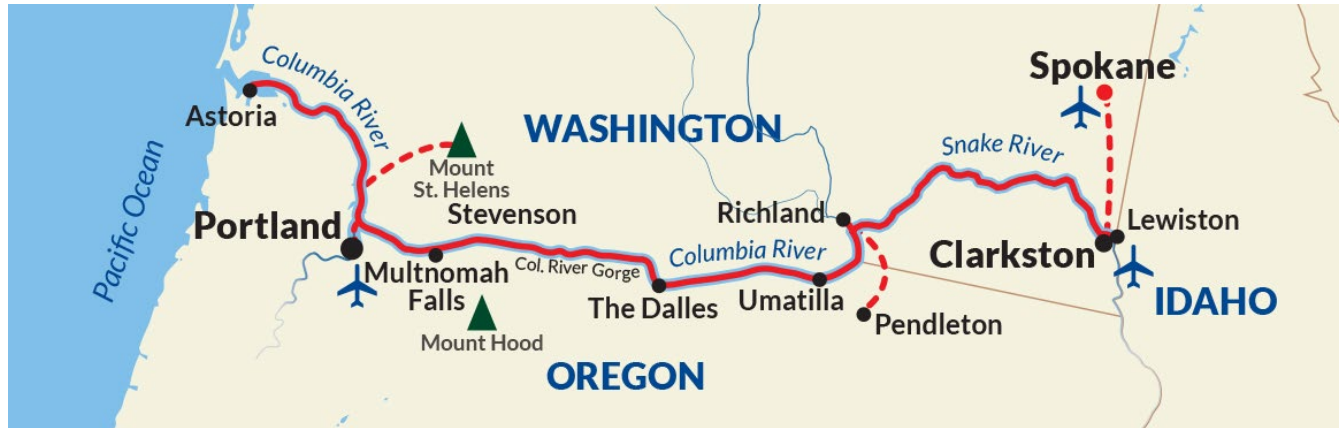 Columbia River
Astoria
Pacific Ocean
WASHINGTON
Mount
St. Helens
Stevenson
Portland
Multnomah
Falls
Col. River Gorge
Mount Hood
The Dalles
OREGON
Columbia River
Umatilla
Richland
Pendleton
Snake River
Spokane
Lewiston
Clarkston
IDAHO